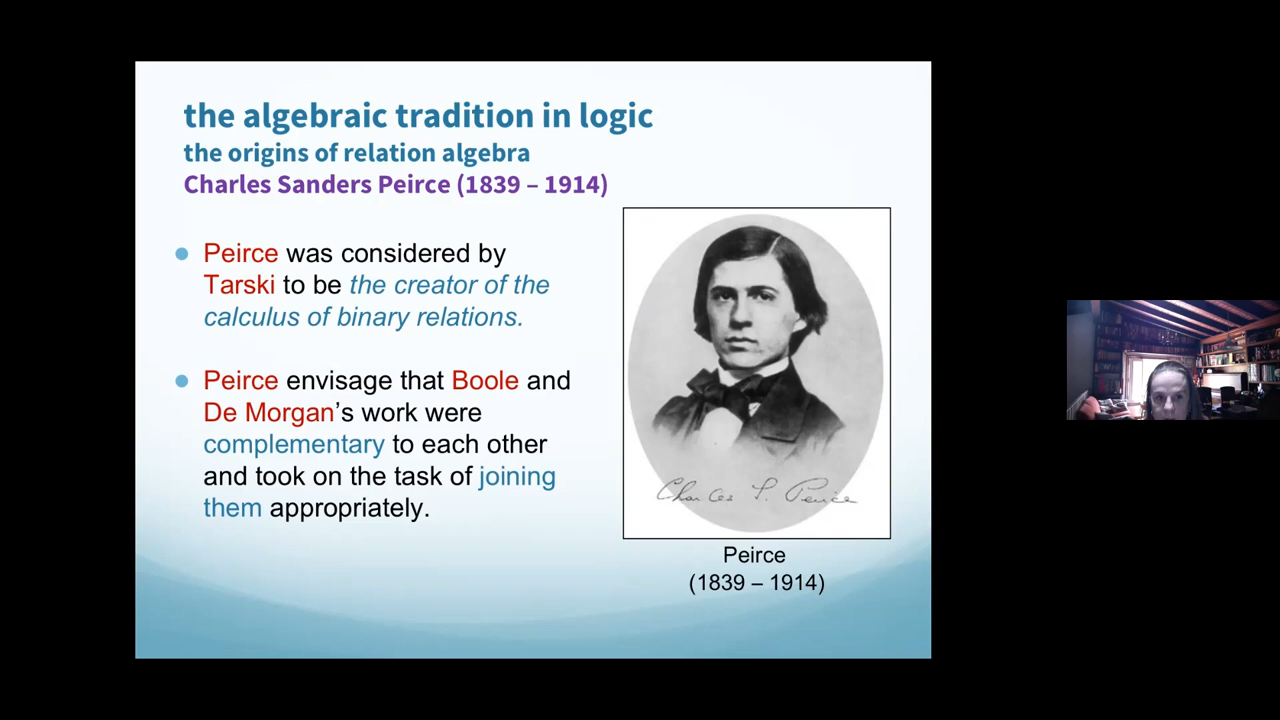 the algebraic tradition in logic
the origins of relation algebra
Charles Sanders Peirce (1839 – 1914)
Peirce was considered by
Tarski to be the creator of the
calculus of binary relations.
Peirce envisage that Boole and
De Morgan’s work were
complementary to each other
and took on the task of joining
them appropriately.
Charles S. Peirce
Peirce
(1839 – 1914)